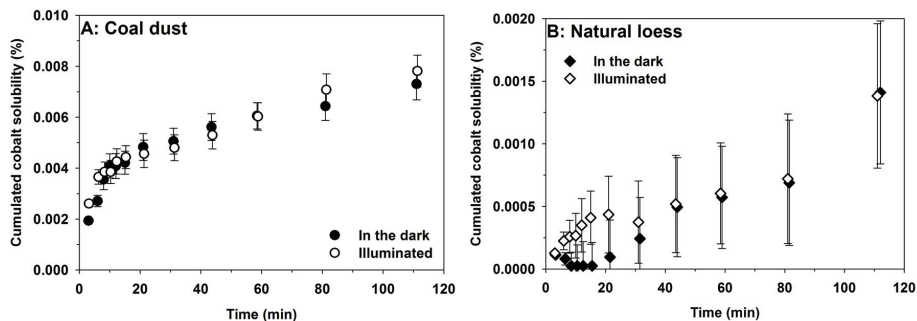 A: Coal dust
Cumulated cobalt solubility (%)
0.010
0.008
0.006
0.004
0.002
0.000
In the dark
Illuminated
0 20 40 60 80 100 120
Time (min)
B: Natural loess
Cumulated cobalt solubiltiy (%)
0.0020
0.0015
0.0010
0.0005
0.0000
In the dark
Illuminated
0 20 40 60 80 100 120
Time (min)